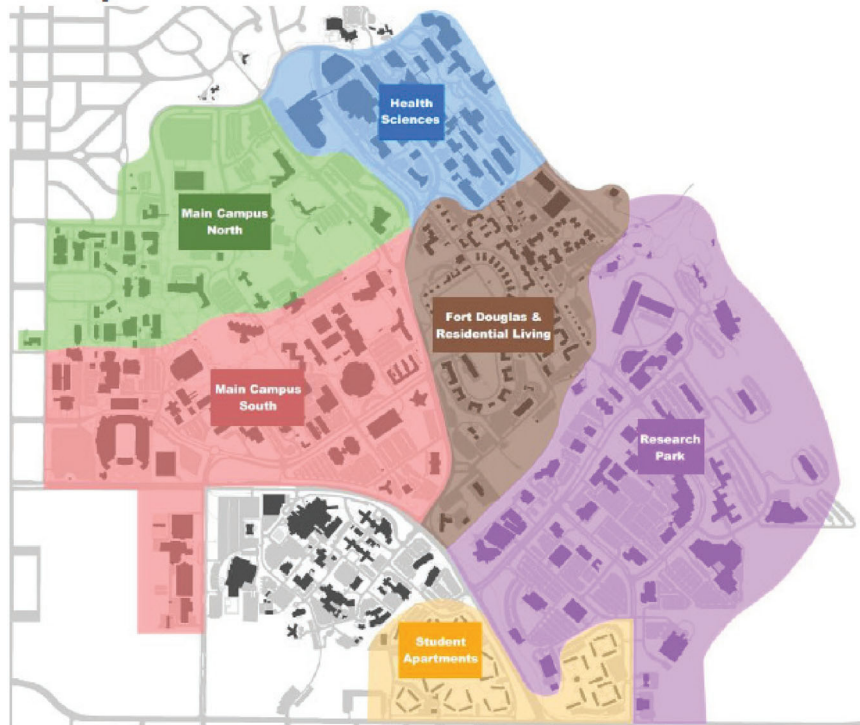 Health
Sciences
Main Campus
North
Fort Douglas &
Residential Living
Main Campus
South
Research
Park
Student
Apartments